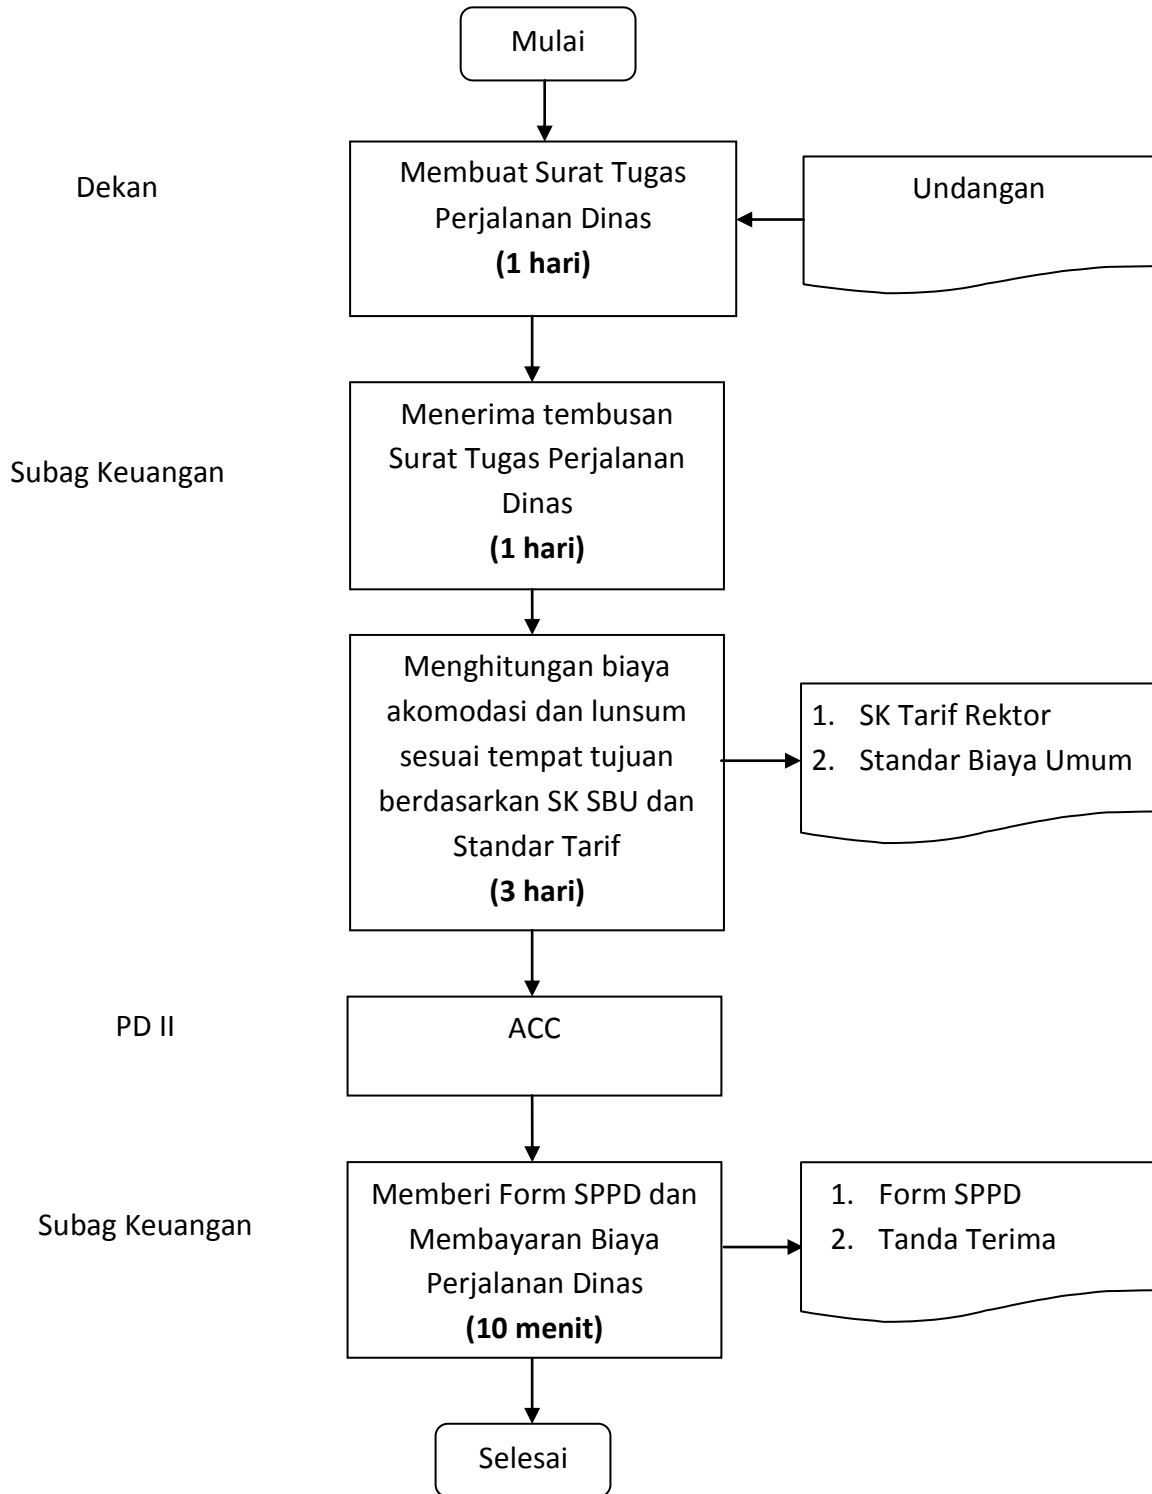 Mulai
Dekan
Membuat Surat Tugas
Perjalanan Dinas
(1 hari)
Undangan
Subag Keuangan
Menerima tembusan
Surat Tugas Perjalanan
Dinas
(1 hari)
Menghitungan biaya
akomodasi dan lunsum
sesuai tempat tujuan
berdasarkan SK SBU dan
Standar Tarif
(3 hari)
1. SK Tarif Rektor
2. Standar Biaya Umum
PD II
ACC
Subag Keuangan
Memberi Form SPPD dan
Membayaran Biaya
Perjalanan Dinas
(10 menit)
1. Form SPPD
2. Tanda Terima
Selesai